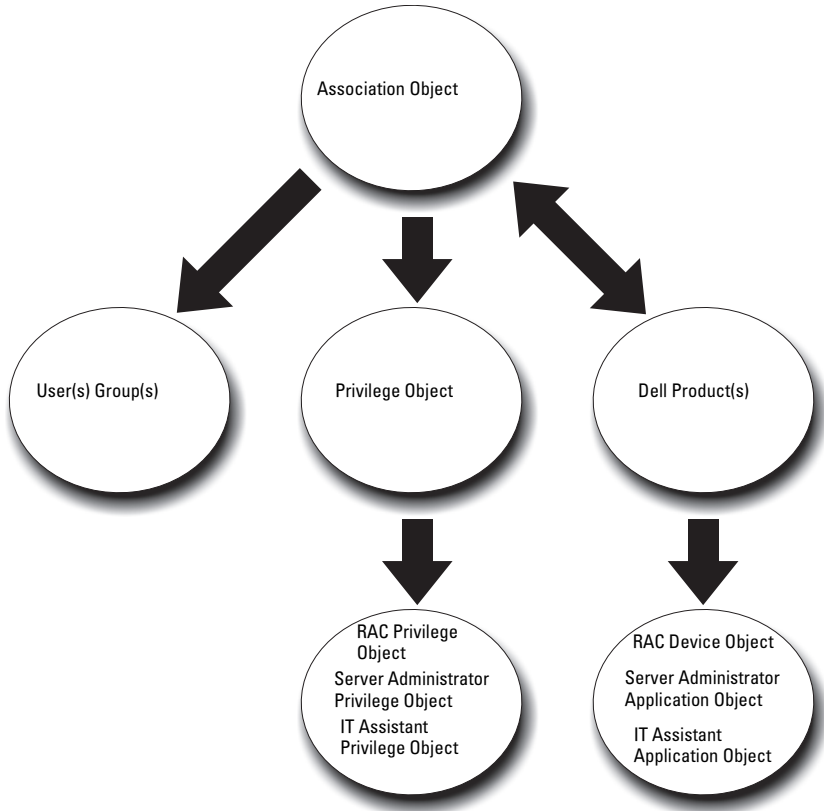 Association Object
User(s) Group(s)
Privilege Object
Dell Product(s)
RAC Privilege
Object
Server Administrator
Privilege Object
IT Assistant
Privilege Object
RAC Device Object
Server Administrator
Application Object
IT Assistant
Application Object